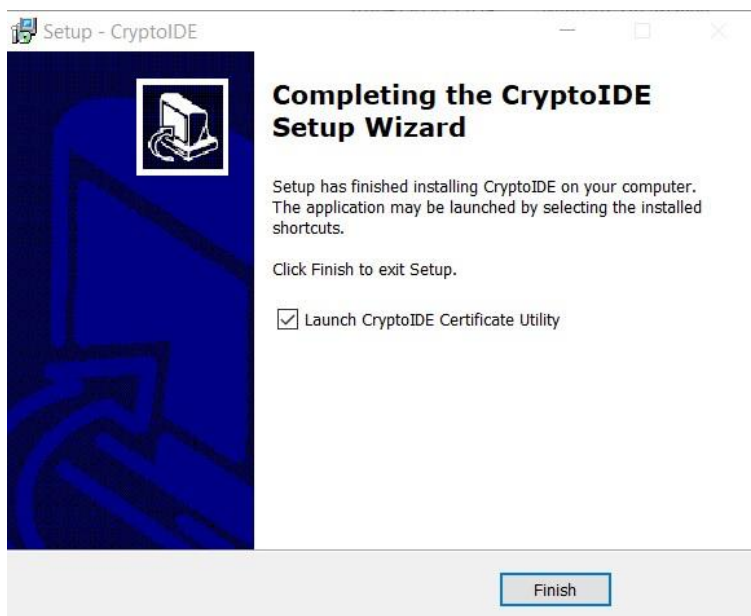 Setup - CryptoIDE
Completing the CryptoIDE
Setup Wizard
Setup has finished installing CryptoIDE on your computer.
The application may be launched by selecting the installed
shortcuts.
Click Finish to exit Setup.
Launch CryptoIDE Certificate Utility
Finish